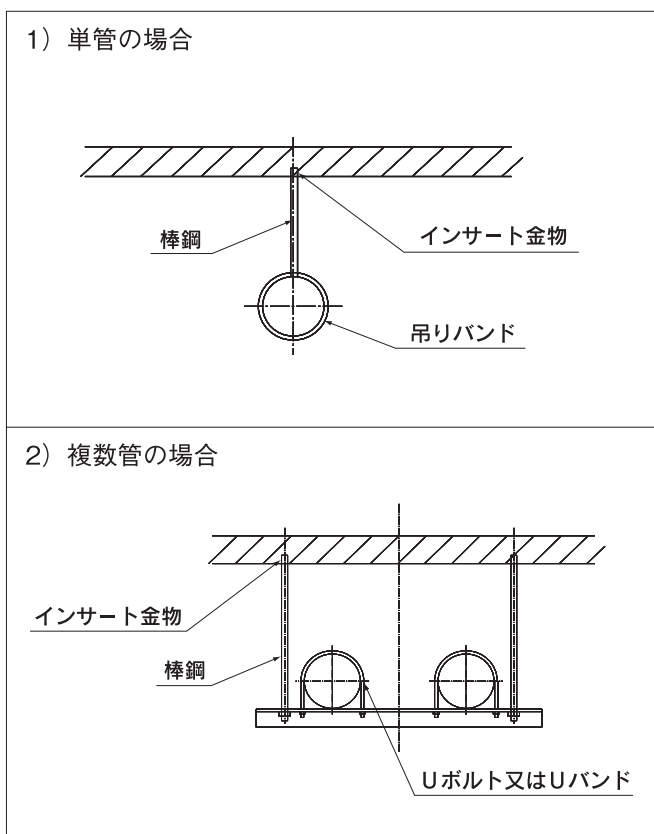 1）単管の場合
棒鋼
インサート金物
吊りバンド
2）複数管の場合
インサート金物
棒鋼
Uボルト又はUバンド